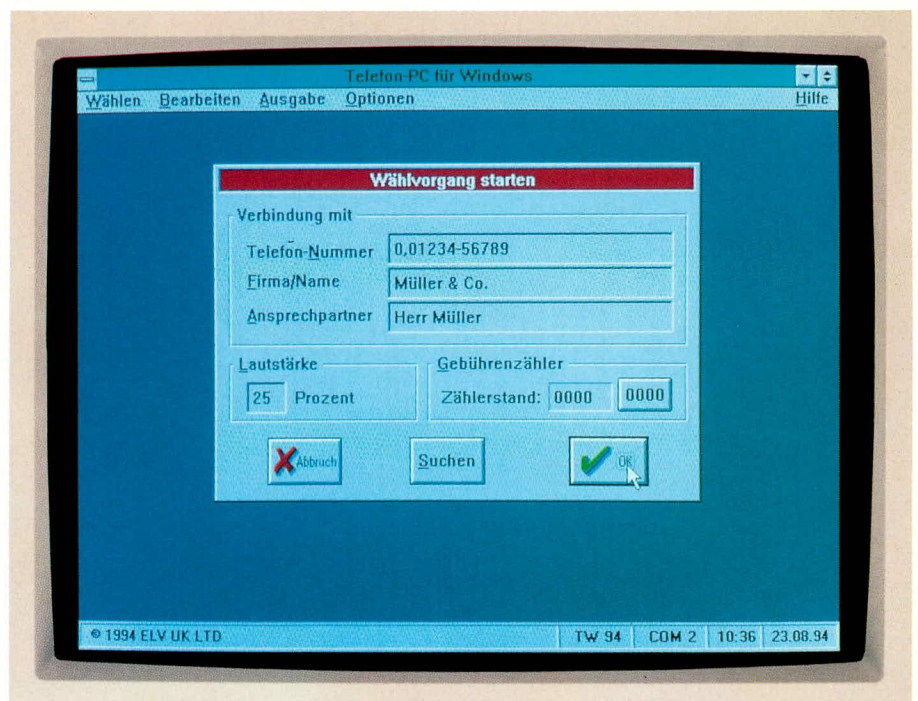 Telefon-PC für Windows
Wählen Bearbeiten Ausgabe Optionen Hilfe
Wählvorgang starten
Verbindung mit
Telefon-Nummer 0,01234-56789
Firma/Name Müller & Co.
Ansprechpartner Herr Müller
Lautstärke Gebührenzähler
25 Prozent Zählerstand: 0000 0000
Abbruch Suchen OK
© 1994 ELV UK LTD TW 94 COM 2 10:36 23.08.94